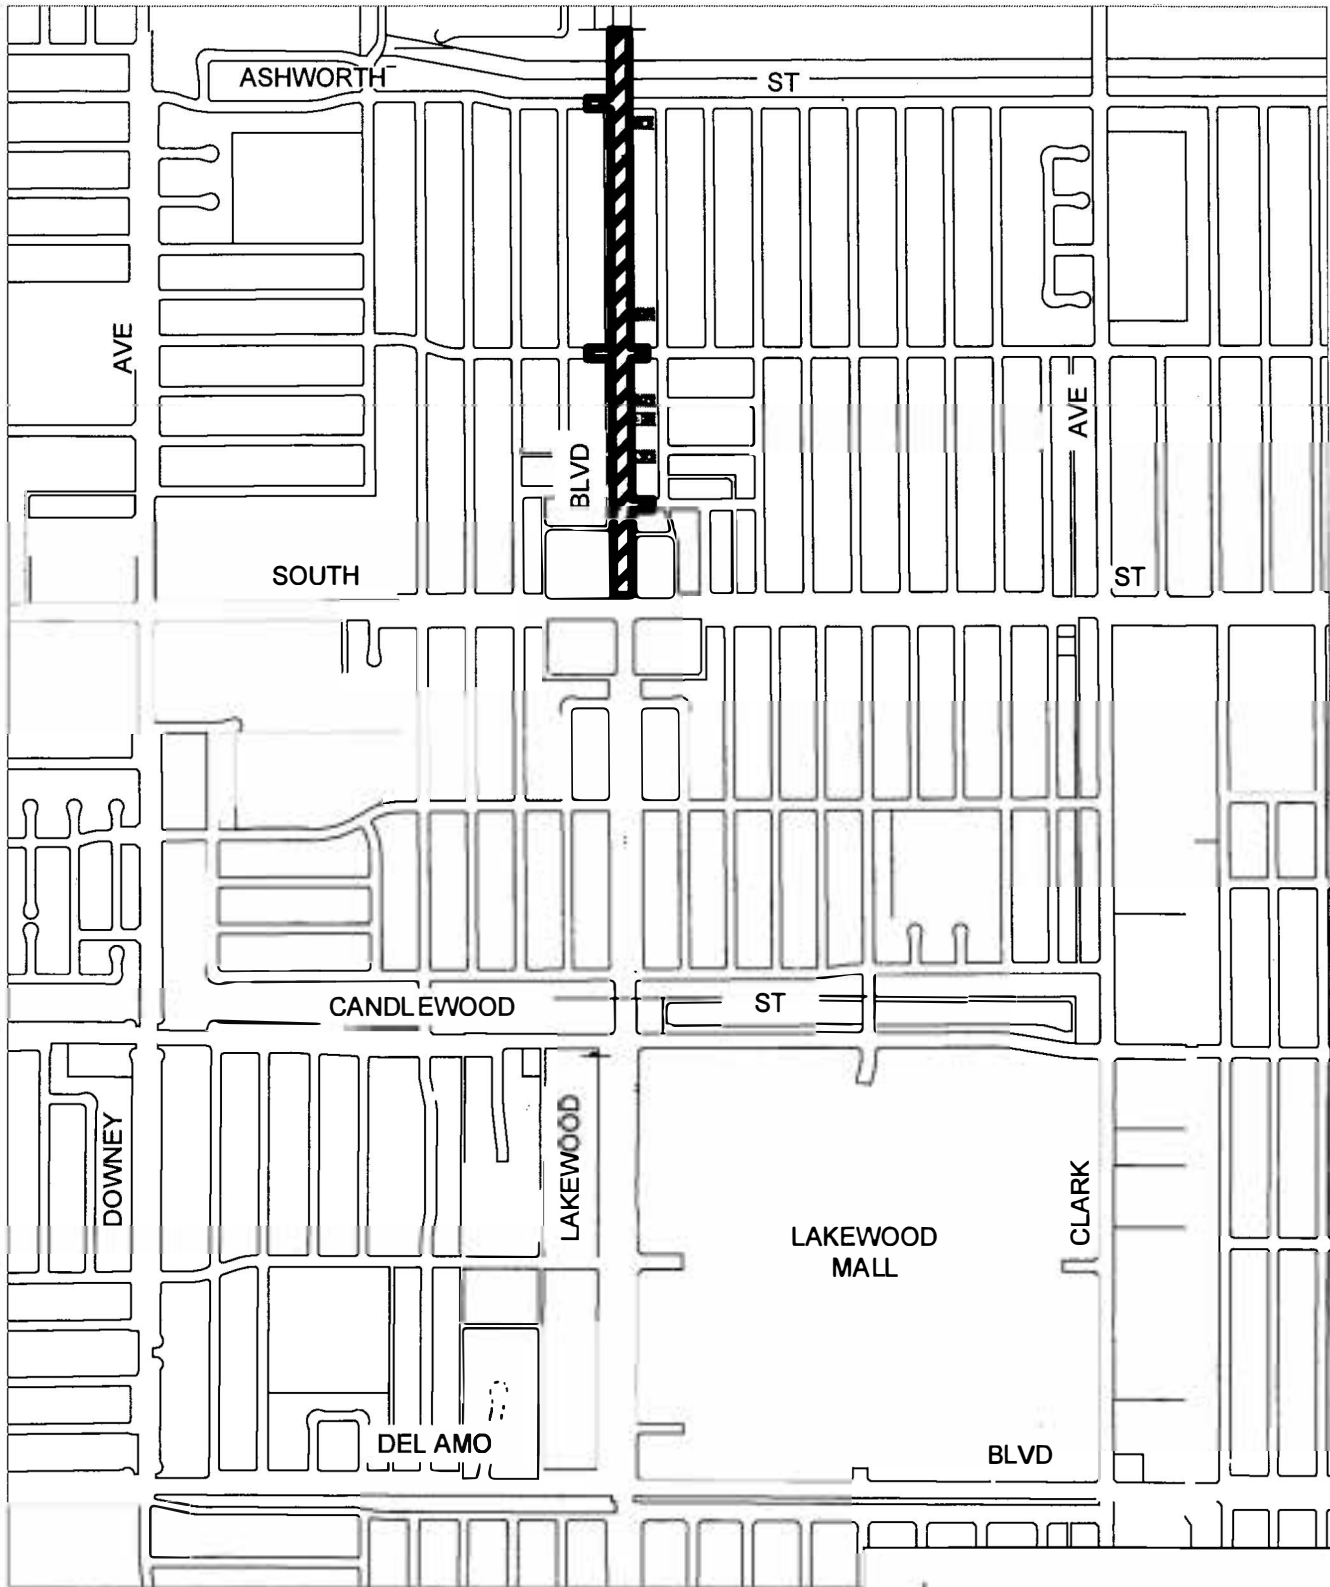 ASHWORTH ST
AVE
AVE
BLVD
SOUTH ST
CANDLEWOOD ST
DOWNEY
LAKEWOOD
CLARK
LAKEWOOD
MALL
DEL AMO BLVD